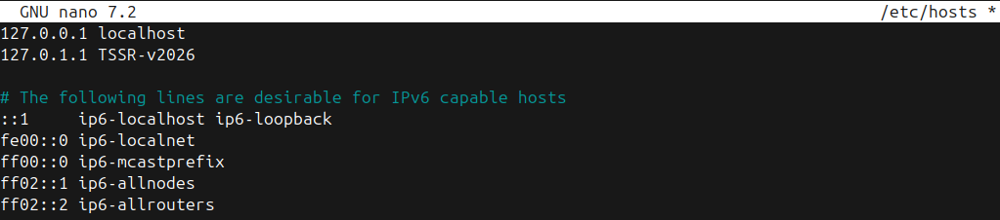 GNU nano 7.2 /etc/hosts *
127.0.0.1 localhost
127.0.1.1 TSSR-v2026
# The following lines are desirable for IPv6 capable hosts
::1     ip6-localhost ip6-loopback
fe00::0 ip6-localnet
ff00::0 ip6-mcastprefix
ff02::1 ip6-allnodes
ff02::2 ip6-allrouters